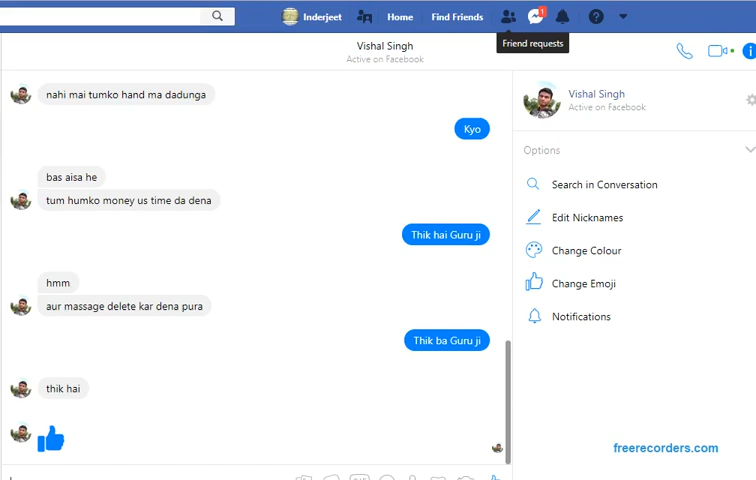 Inderjeet Home Find Friends 1
Friend requests
Vishal Singh
Active on Facebook
nahi mai tumko hand ma dadunga
Kyo
bas aisa he
tum humko money us time da dena
Thik hai Guru ji
hmm
aur massage delete kar dena pura
Thik ba Guru ji
thik hai
Vishal Singh
Active on Facebook
Options
Search in Conversation
Edit Nicknames
Change Colour
Change Emoji
Notifications
freerecorders.com